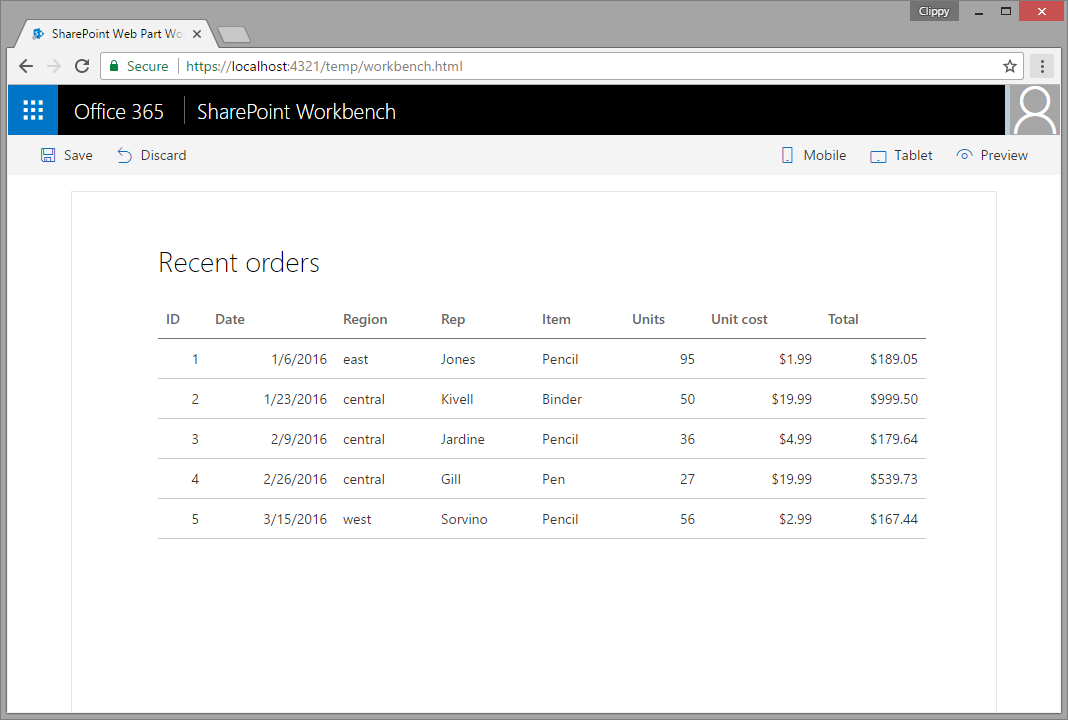 Clippy
SharePoint Web Part Wo
Secure https://localhost:4321/temp/workbench.html
Office 365 SharePoint Workbench
Save Discard Mobile Tablet Preview
Recent orders
ID Date Region Rep Item Units Unit cost Total
1 1/6/2016 east Jones Pencil 95 $1.99 $189.05
2 1/23/2016 central Kivell Binder 50 $19.99 $999.50
3 2/9/2016 central Jardine Pencil 36 $4.99 $179.64
4 2/26/2016 central Gill Pen 27 $19.99 $539.73
5 3/15/2016 west Sorvino Pencil 56 $2.99 $167.44